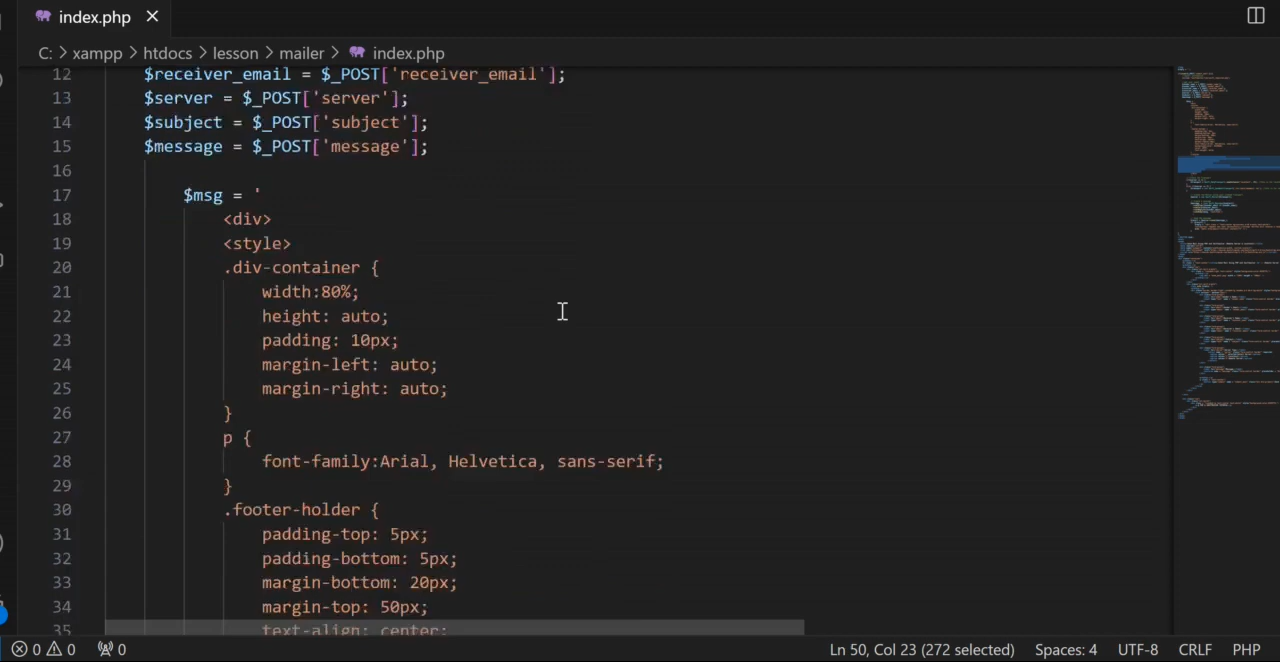 index.php
C: > xampp > htdocs > lesson > mailer > index.php
12 $receiver_email = $_POST['receiver_email'];
13 $server = $_POST['server'];
14 $subject = $_POST['subject'];
15 $message = $_POST['message'];
16
17 $msg = '
18 <div>
19 <style>
20 .div-container {
21 width:80%;
22 height: auto;
23 padding: 10px;
24 margin-left: auto;
25 margin-right: auto;
26 }
27 p {
28 font-family:Arial, Helvetica, sans-serif;
29 }
30 .footer-holder {
31 padding-top: 5px;
32 padding-bottom: 5px;
33 margin-bottom: 20px;
34 margin-top: 50px;
35 text-align: center;
0 0 0 Ln 50, Col 23 (272 selected) Spaces: 4 UTF-8 CRLF PHP